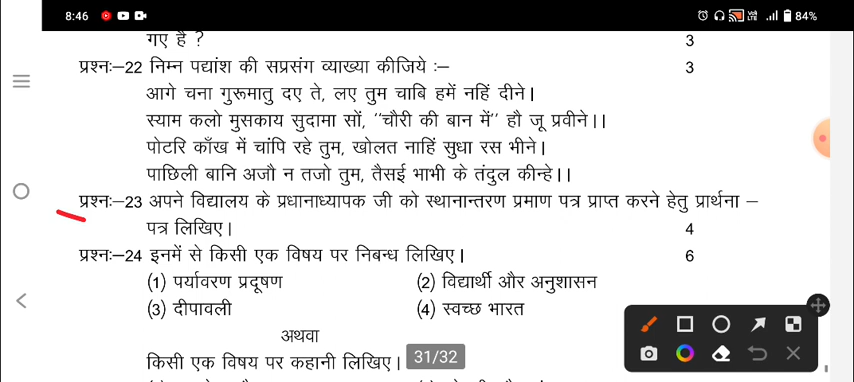 8:46
84%
गए है ?
3
प्रश्नः–22 निम्न पद्यांश की सप्रसंग व्याख्या कीजिये :–
3
आगे चना गुरूमातु दए ते, लए तुम चाबि हमें नहिं दीने।
स्याम कलो मुसकाय सुदामा सों, "चौरी की बान में" हौ जू प्रवीने।।
पोटरि काँख में चांपि रहे तुम, खोलत नाहिं सुधा रस भीने।
पाछिली बानि अजौ न तजो तुम, तैसई भाभी के तंदुल कीन्हे।।
प्रश्नः–23 अपने विद्यालय के प्रधानाध्यापक जी को स्थानान्तरण प्रमाण पत्र प्राप्त करने हेतु प्रार्थना –
पत्र लिखिए।
4
प्रश्नः–24 इनमें से किसी एक विषय पर निबन्ध लिखिए।
6
(1) पर्यावरण प्रदूषण
(2) विद्यार्थी और अनुशासन
(3) दीपावली
(4) स्वच्छ भारत
अथवा
किसी एक विषय पर कहानी लिखिए।
31/32